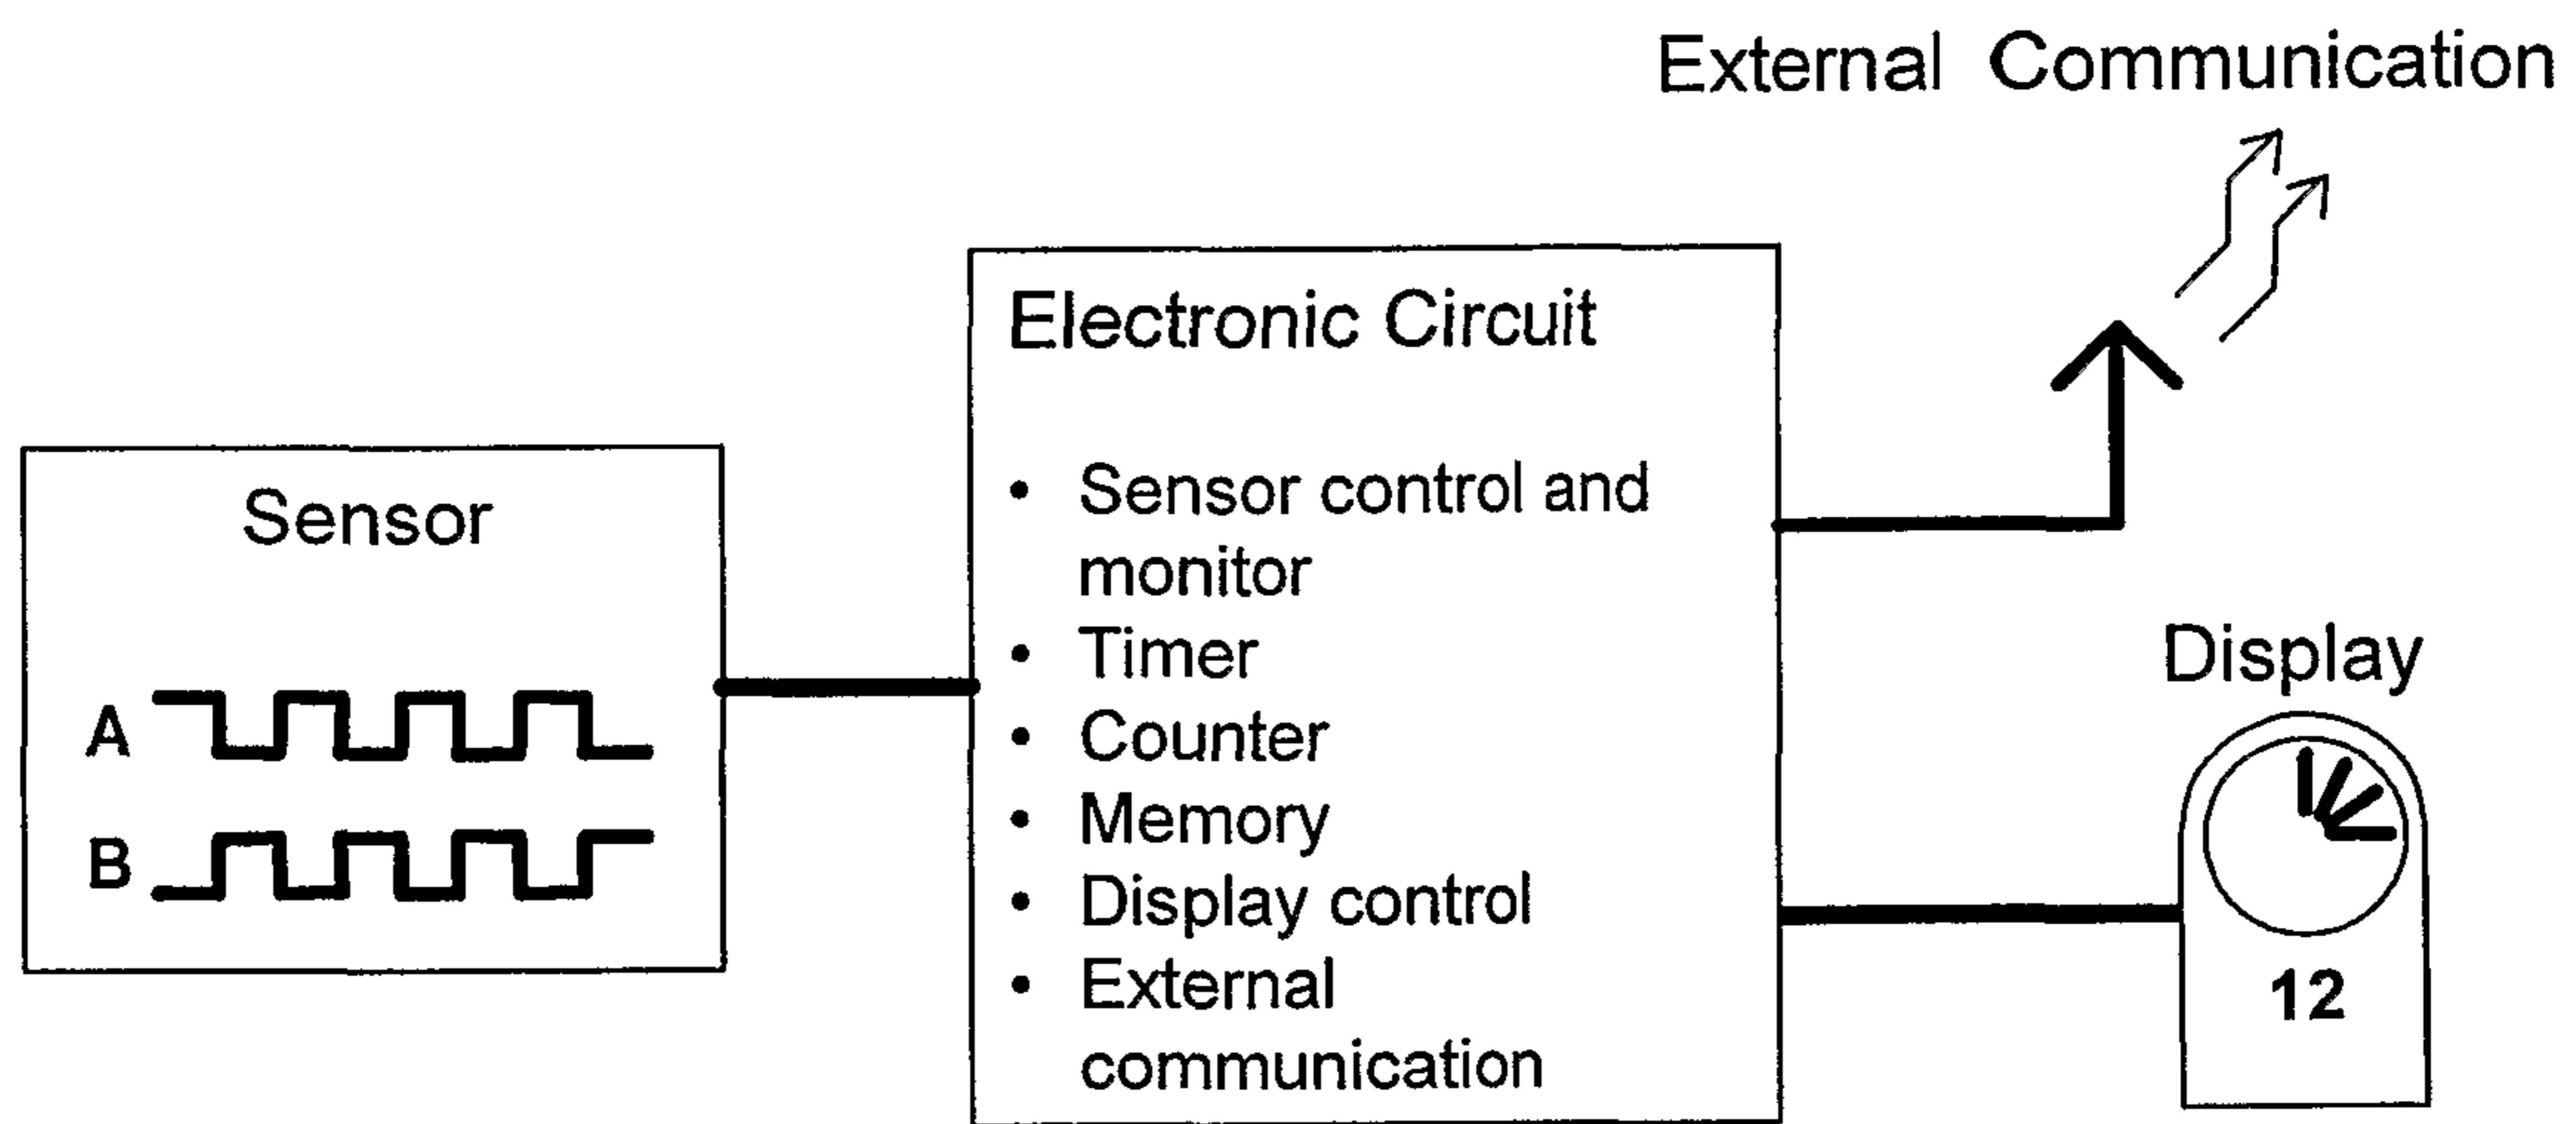 External Communication
Electronic Circuit
• Sensor control and
monitor
• Timer
• Counter
• Memory
• Display control
• External
communication
Sensor
A
B
Display
12